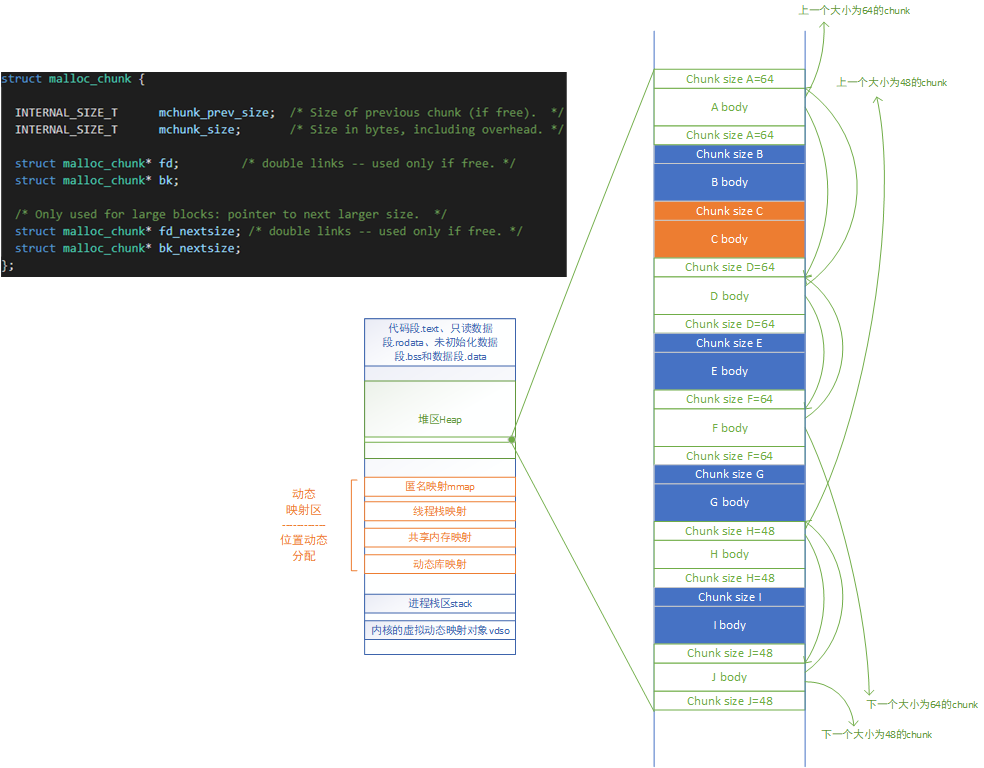 struct malloc_chunk {
INTERNAL_SIZE_T mchunk_prev_size; /* Size of previous chunk (if free). */
INTERNAL_SIZE_T mchunk_size; /* Size in bytes, including overhead. */
struct malloc_chunk* fd; /* double links -- used only if free. */
struct malloc_chunk* bk;
/* Only used for large blocks: pointer to next larger size. */
struct malloc_chunk* fd_nextsize; /* double links -- used only if free. */
struct malloc_chunk* bk_nextsize;
};
代码段.text、只读数据
段.rodata、未初始化数据
段.bss和数据段.data
堆区Heap
匿名映射mmap
线程栈映射
共享内存映射
动态库映射
进程栈区stack
内核的虚拟动态映射对象vdso
动态
映射区
------------
位置动态
分配
上一个大小为64的chunk
上一个大小为48的chunk
Chunk size A=64
A body
Chunk size A=64
Chunk size B
B body
Chunk size C
C body
Chunk size D=64
D body
Chunk size D=64
Chunk size E
E body
Chunk size F=64
F body
Chunk size F=64
Chunk size G
G body
Chunk size H=48
H body
Chunk size H=48
Chunk size I
I body
Chunk size J=48
J body
Chunk size J=48
下一个大小为64的chunk
下一个大小为48的chunk